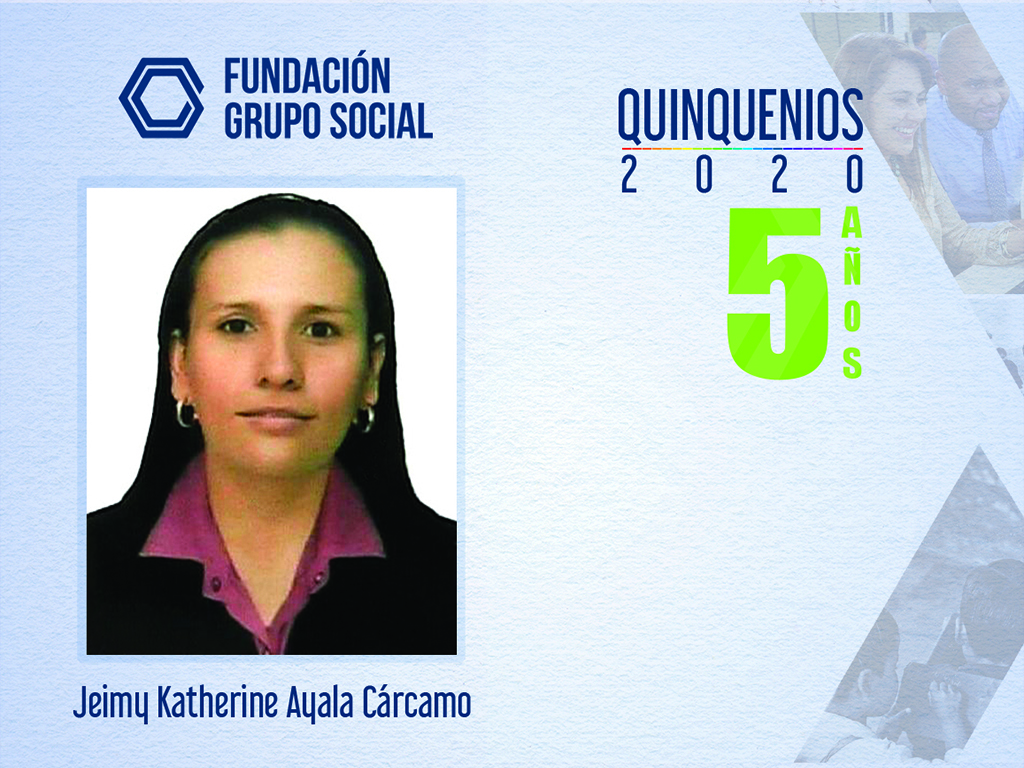 FUNDACIÓN
GRUPO SOCIAL
QUINQUENIOS
2020
5 AÑOS
Jeimy Katherine Ayala Cárcamo